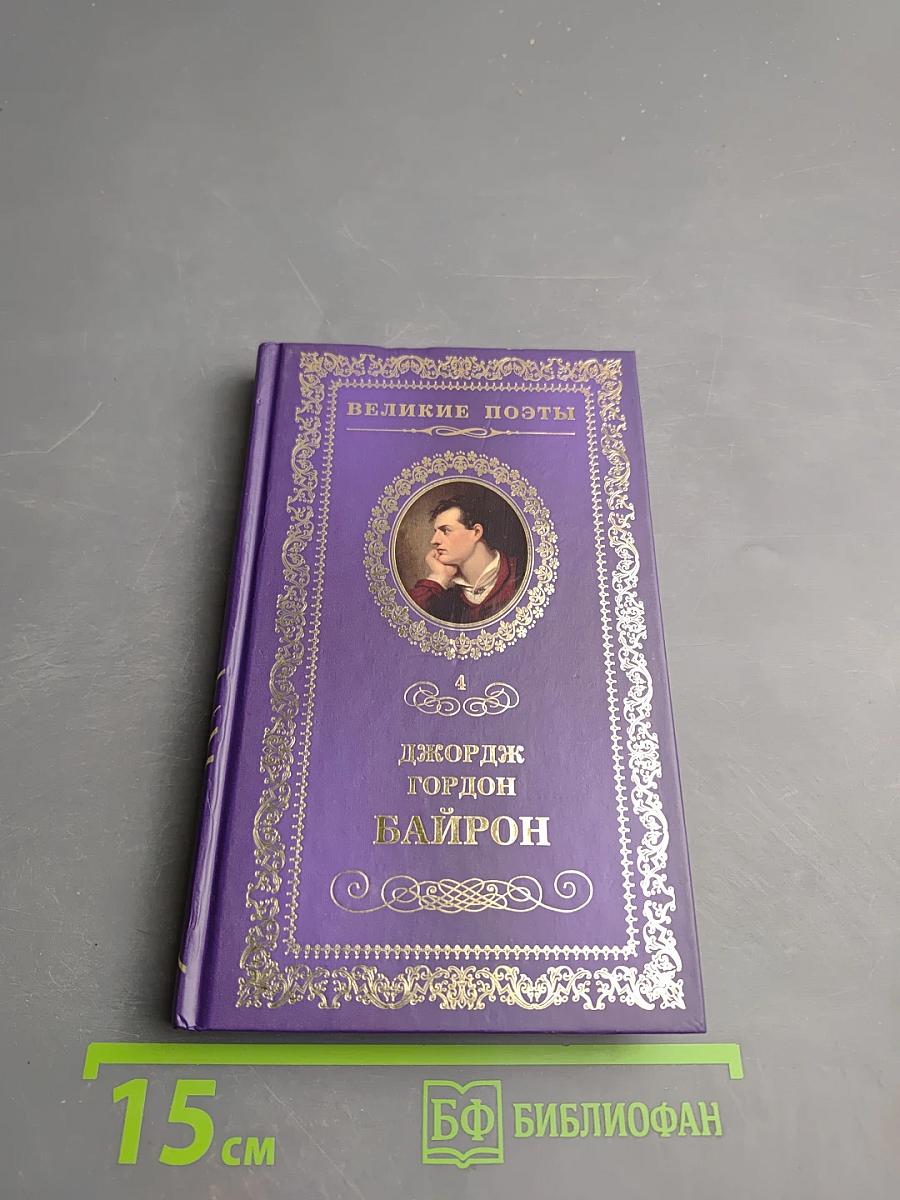 ВЕЛИКИЕ ПОЭТЫ
4
ДЖОРДЖ
ГОРДОН
БАЙРОН
15 см
БФ БИБЛИОФАН